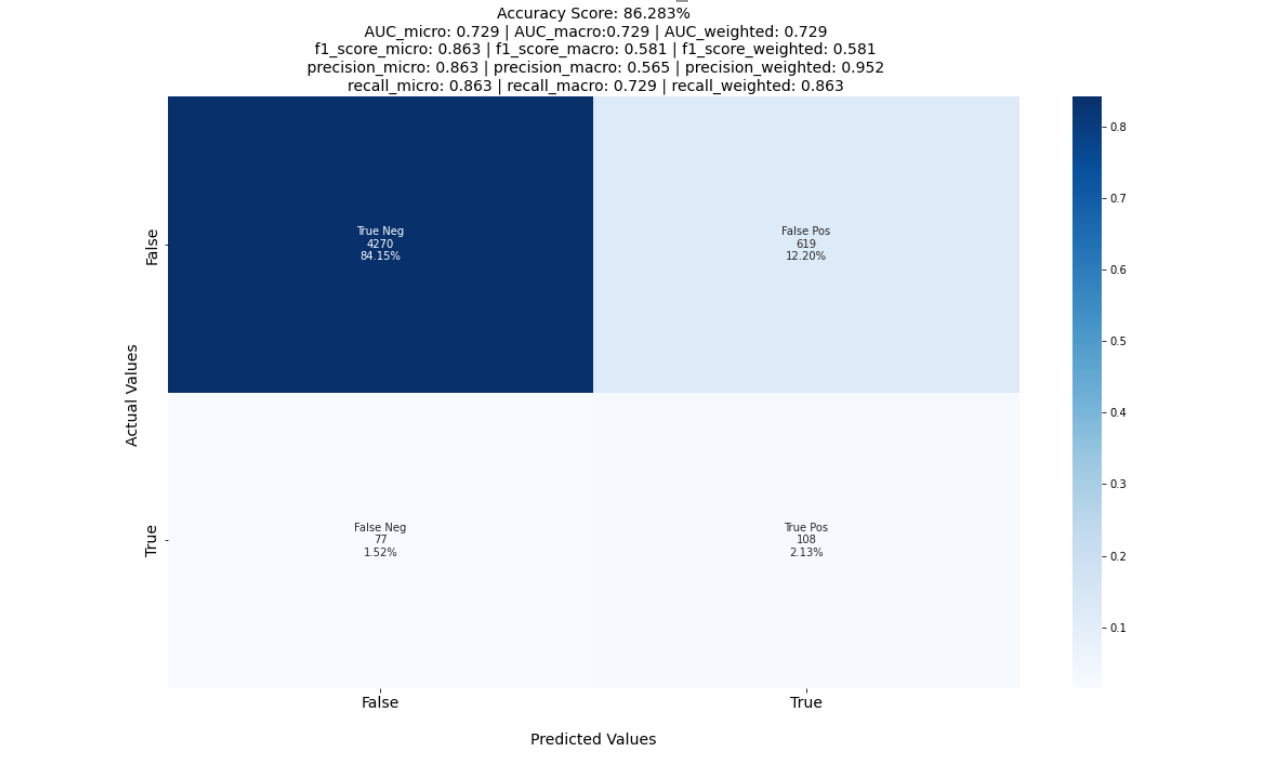 Accuracy Score: 86.283%
AUC_micro: 0.729 | AUC_macro:0.729 | AUC_weighted: 0.729
f1_score_micro: 0.863 | f1_score_macro: 0.581 | f1_score_weighted: 0.581
precision_micro: 0.863 | precision_macro: 0.565 | precision_weighted: 0.952
recall_micro: 0.863 | recall_macro: 0.729 | recall_weighted: 0.863
Actual Values
False
True
True Neg
4270
84.15%
False Pos
619
12.20%
False Neg
77
1.52%
True Pos
108
2.13%
False
True
Predicted Values
0.8
0.7
0.6
0.5
0.4
0.3
0.2
0.1